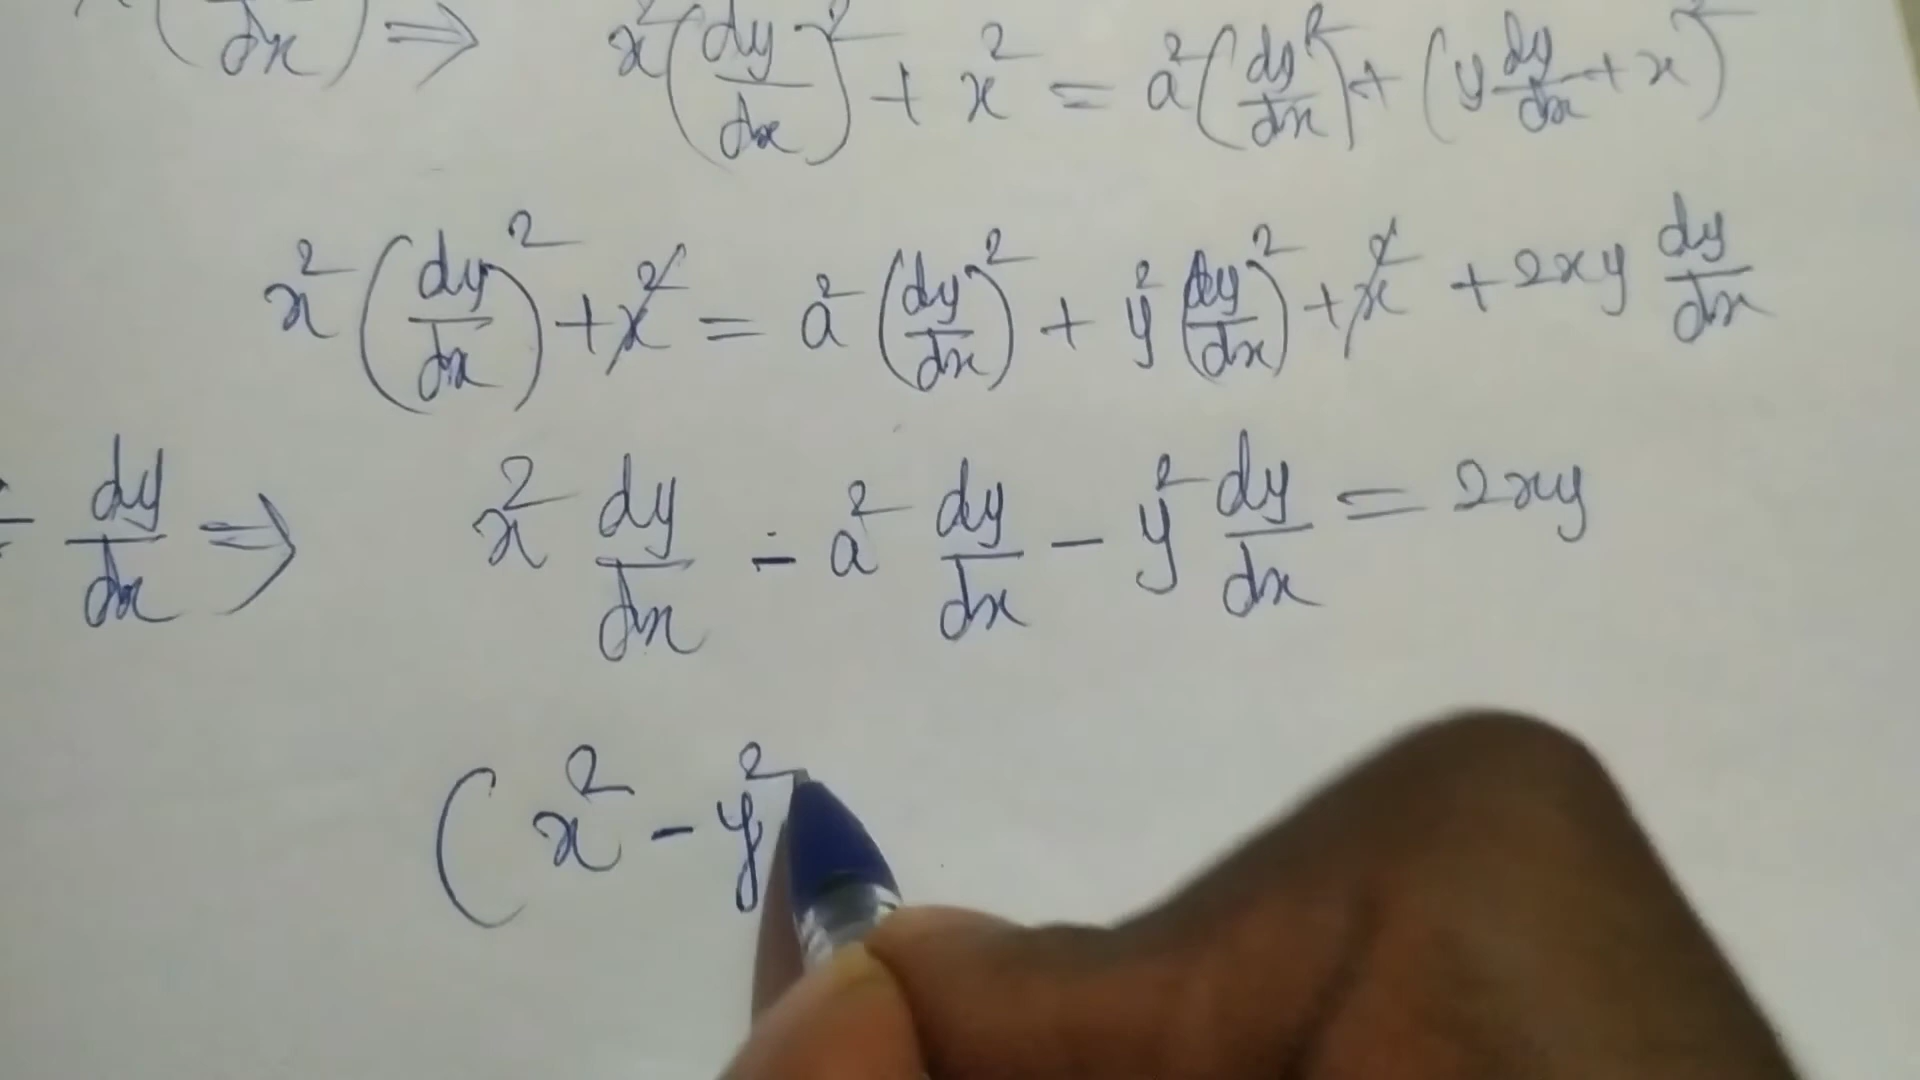 (dy/dx) ⇒ x²(dy/dx)² + x² = a²(dy/dx)² + (y dy/dx + x)²
x²(dy/dx)² + x² = a²(dy/dx)² + y²(dy/dx)² + x² + 2xy dy/dx
÷ dy/dx ⇒ x² dy/dx - a² dy/dx - y² dy/dx = 2xy
(x² - y²